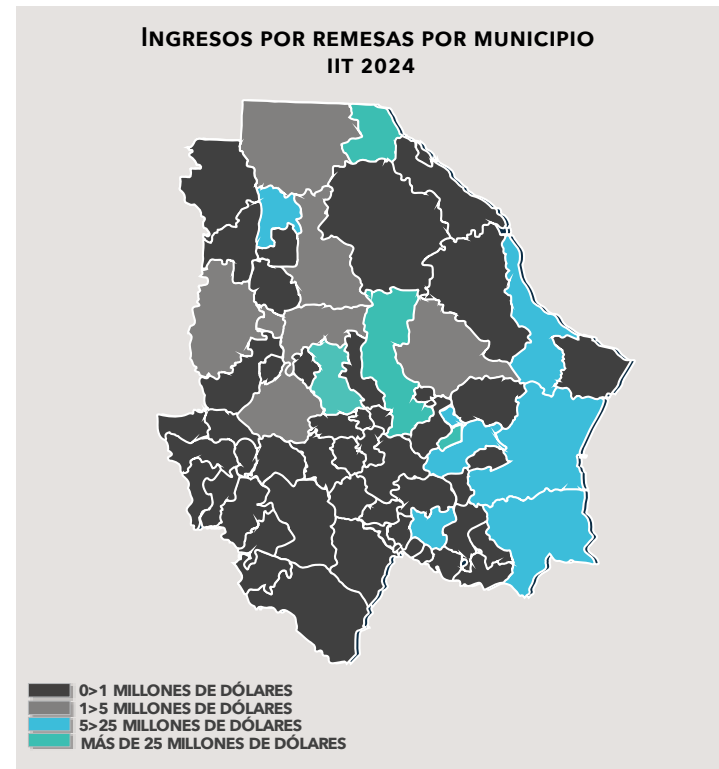 INGRESOS POR REMESAS POR MUNICIPIO
IIT 2024
0>1 MILLONES DE DÓLARES
1>5 MILLONES DE DÓLARES
5>25 MILLONES DE DÓLARES
MÁS DE 25 MILLONES DE DÓLARES